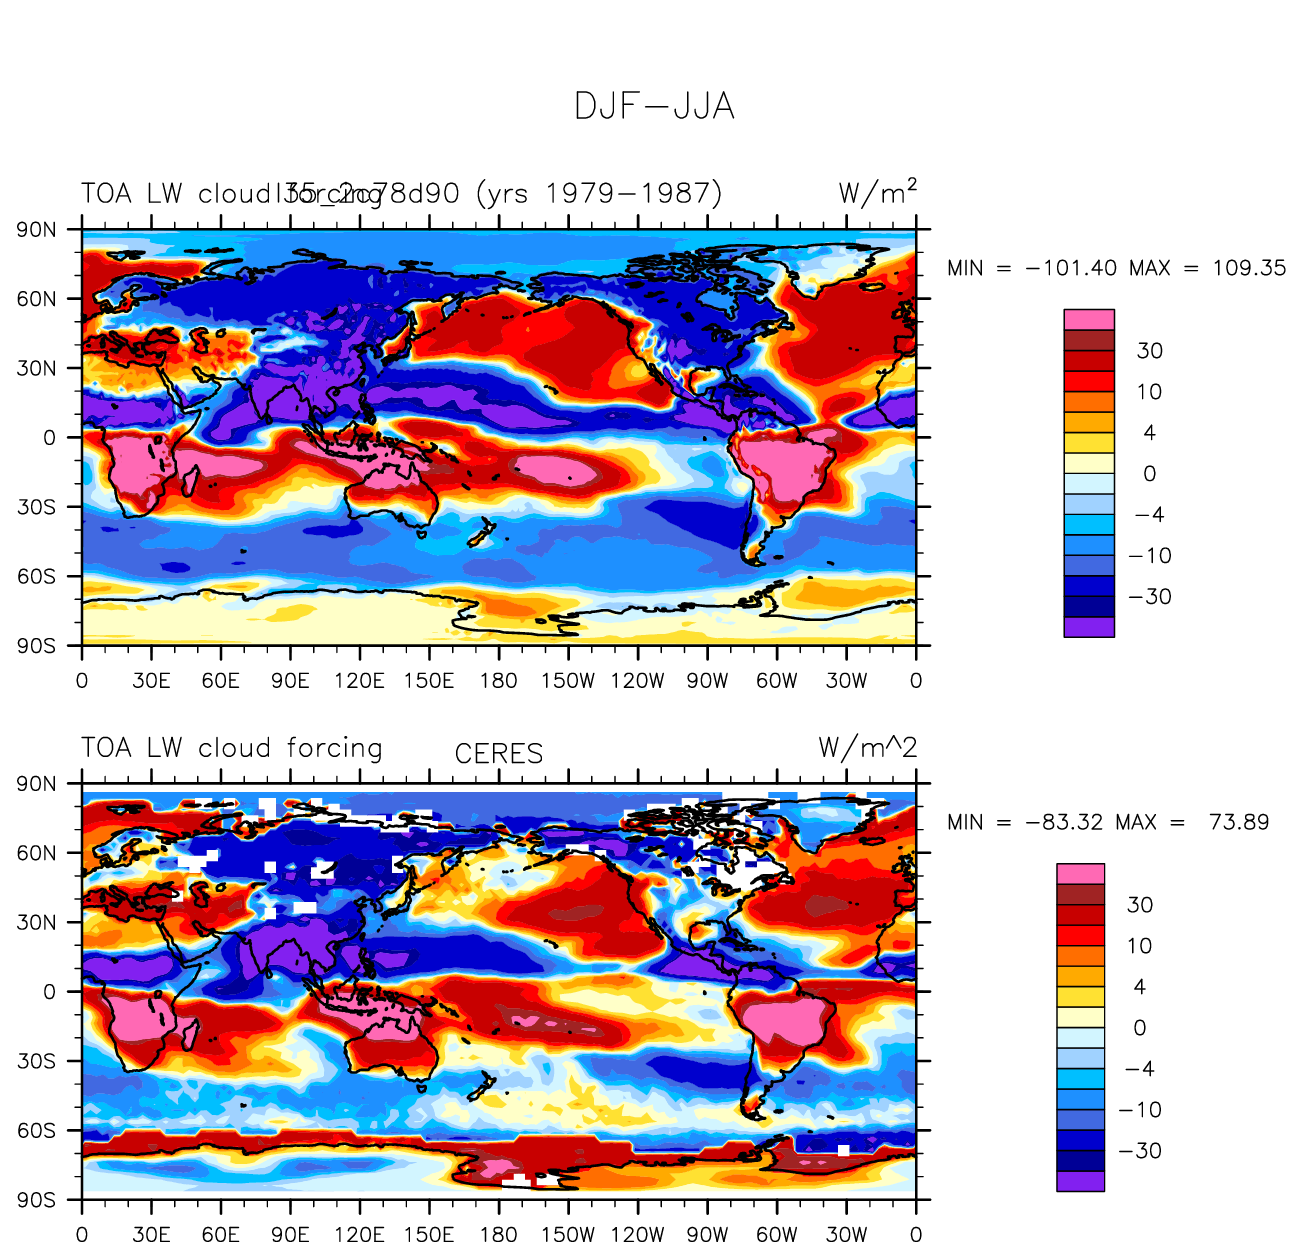 DJF−JJA
TOA LW cloud forcing (yrs 1979−1987) W/m²
90N
60N
30N
0
30S
60S
90S
0 30E 60E 90E 120E 150E 180 150W 120W 90W 60W 30W 0
MIN = −101.40 MAX = 109.35
30
10
4
0
−4
−10
−30
TOA LW cloud forcing CERES W/m^2
90N
60N
30N
0
30S
60S
90S
0 30E 60E 90E 120E 150E 180 150W 120W 90W 60W 30W 0
MIN = −83.32 MAX = 73.89
30
10
4
0
−4
−10
−30